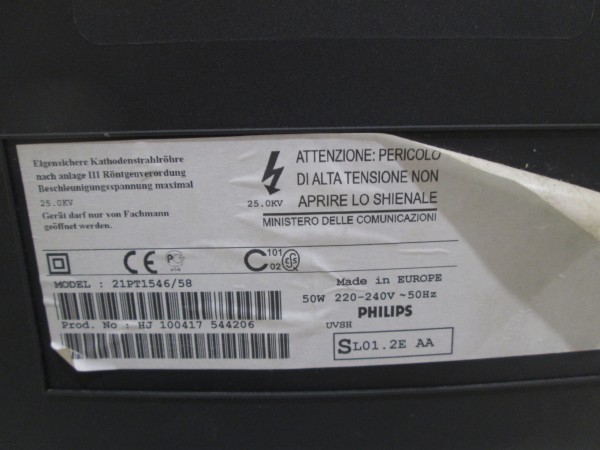 Eigensichere Kathodenstrahlröhre
nach anlage III Röntgenverordung
Beschleunigungsspannung maximal
25.0KV
Gerät darf nur von Fachmann
geöffnet werden.
25.0KV
ATTENZIONE: PERICOLO
DI ALTA TENSIONE NON
APRIRE LO SHIENALE
MINISTERO DELLE COMUNICAZIONI
CE
C 101
02
MODEL : 21PT1546/58
Prod. No : HJ 100417 544206
Made in EUROPE
50W 220-240V ~50Hz
PHILIPS
UVSH
SL01.2E AA